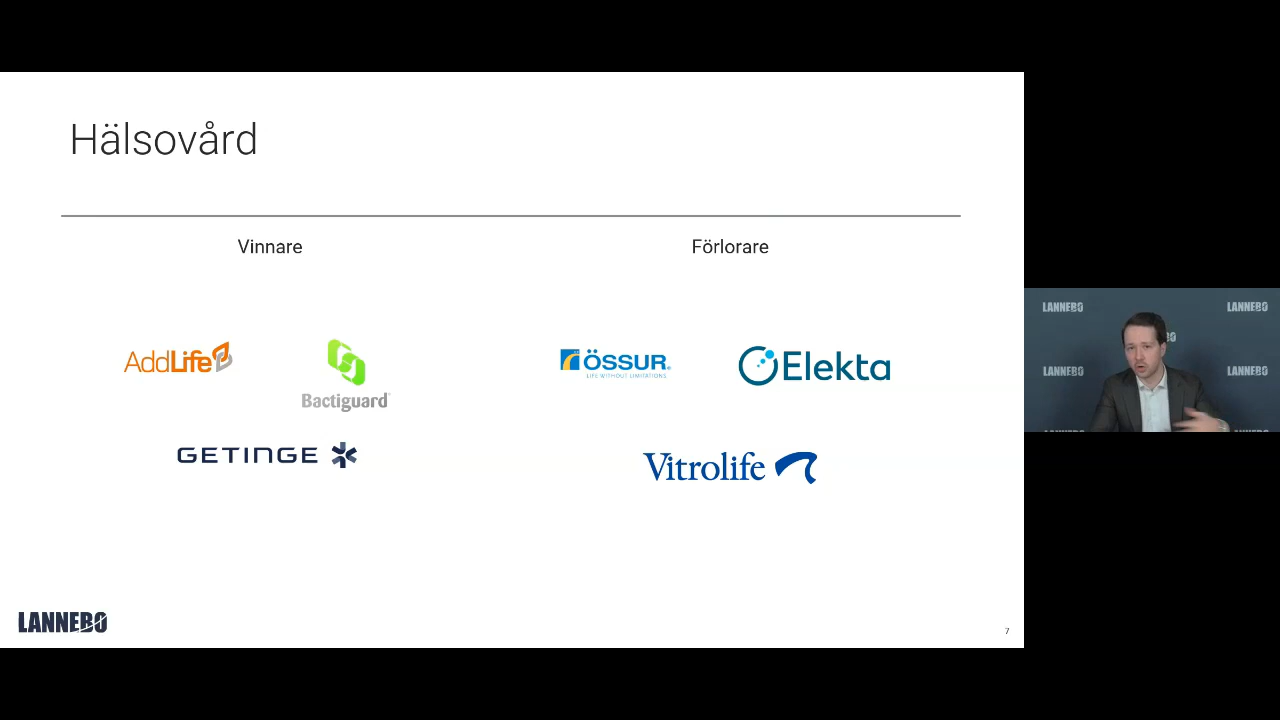 Hälsovård
Vinnare
Förlorare
AddLife
Bactiguard
GETINGE
ÖSSUR
LIFE WITHOUT LIMITATIONS
Elekta
Vitrolife
LANNEBO
7
LANNEBO
LANNEBO
LANNEBO
LANNEBO